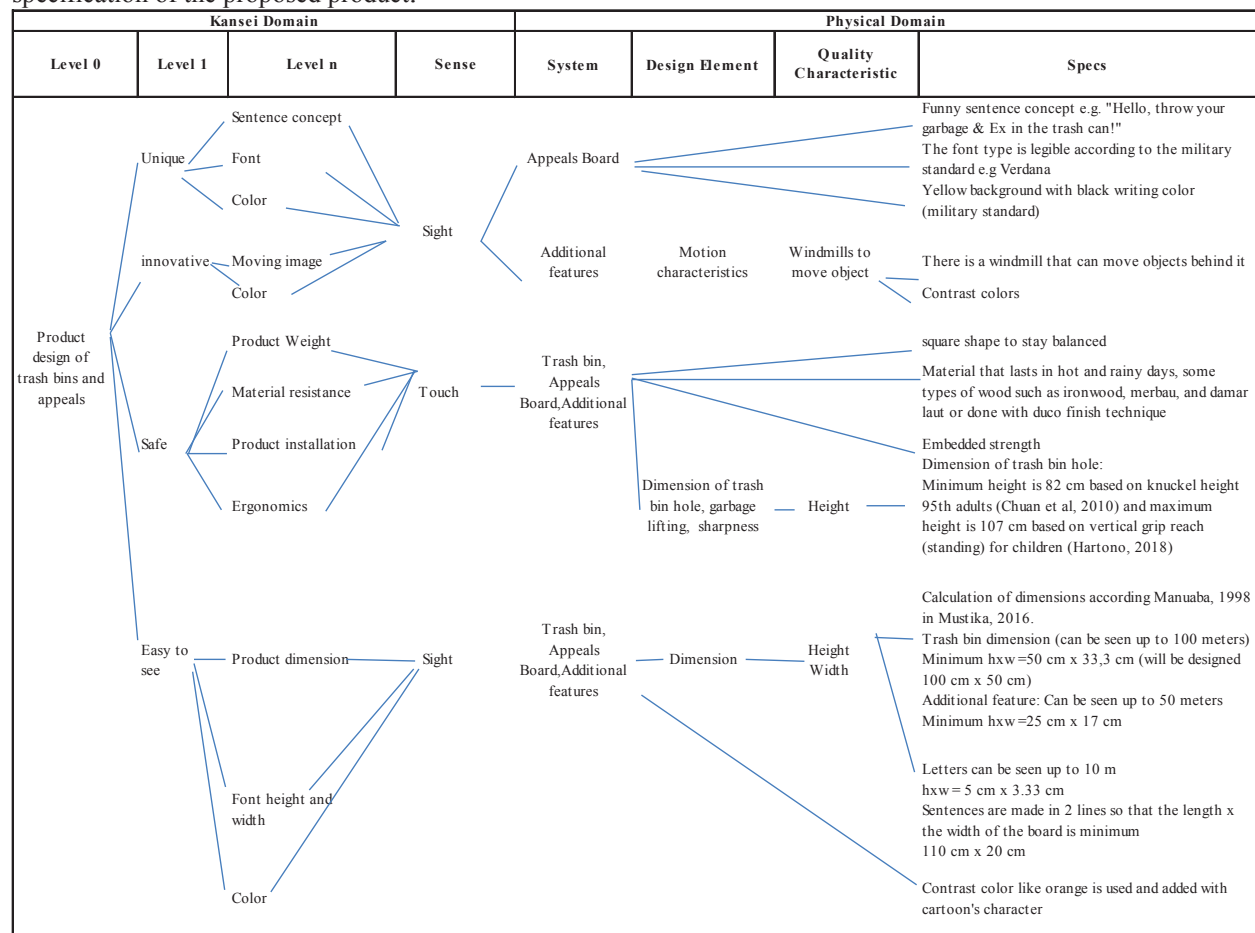 specification of the proposed product.
Kansei Domain
Physical Domain
Level 0
Level 1
Level n
Sense
System
Design Element
Quality
Characteristic
Specs
Product
design of
trash bins and
appeals
Unique
Sentence concept
Font
Color
innovative
Moving image
Color
Sight
Appeals Board
Funny sentence concept e.g. "Hello, throw your
garbage & Ex in the trash can!"
The font type is legible according to the military
standard e.g Verdana
Yellow background with black writing color
(military standard)
Additional
features
Motion
characteristics
Windmills to
move object
There is a windmill that can move objects behind it
Contrast colors
Safe
Product Weight
Material resistance
Product installation
Ergonomics
Touch
Trash bin,
Appeals
Board,Additional
features
square shape to stay balanced
Material that lasts in hot and rainy days, some
types of wood such as ironwood, merbau, and damar
laut or done with duco finish technique
Embedded strength
Dimension of trash
bin hole, garbage
lifting, sharpness
Height
Dimension of trash bin hole:
Minimum height is 82 cm based on knuckel height
95th adults (Chuan et al, 2010) and maximum
height is 107 cm based on vertical grip reach
(standing) for children (Hartono, 2018)
Easy to
see
Product dimension
Font height and
width
Color
Sight
Trash bin,
Appeals
Board,Additional
features
Dimension
Height
Width
Calculation of dimensions according Manuaba, 1998
in Mustika, 2016.
Trash bin dimension (can be seen up to 100 meters)
Minimum hxw=50 cm x 33,3 cm (will be designed
100 cm x 50 cm)
Additional feature: Can be seen up to 50 meters
Minimum hxw=25 cm x 17 cm
Letters can be seen up to 10 m
hxw= 5 cm x 3.33 cm
Sentences are made in 2 lines so that the length x
the width of the board is minimum
110 cm x 20 cm
Contrast color like orange is used and added with
cartoon's character